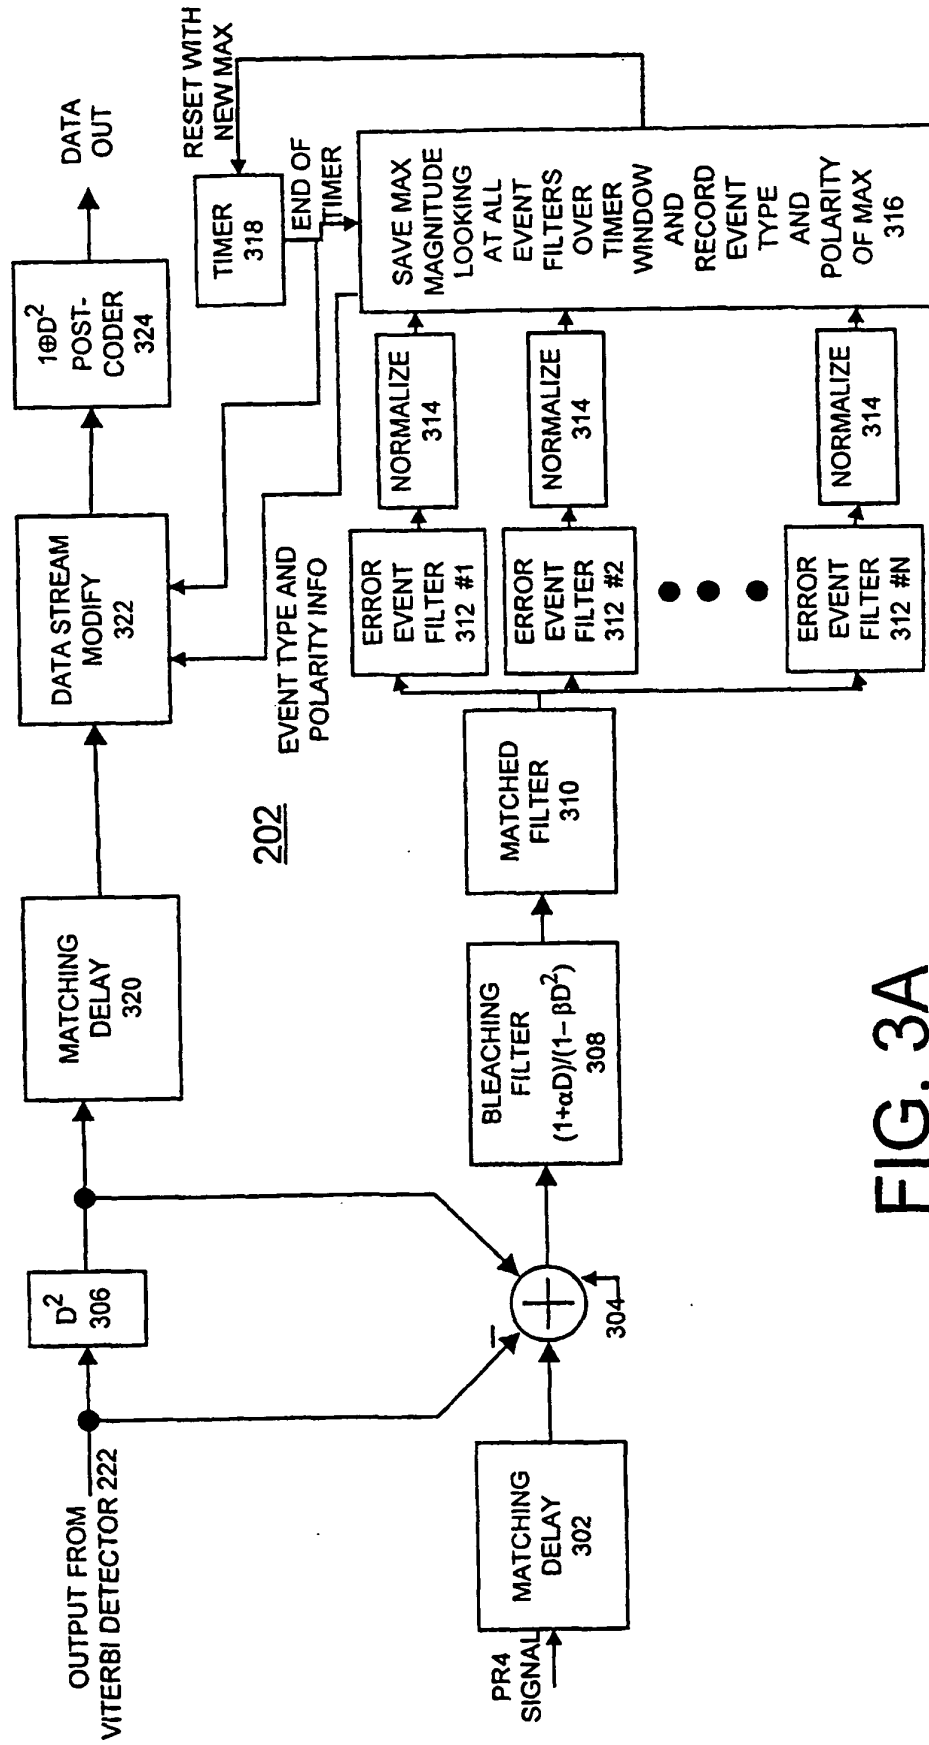 OUTPUT FROM
VITERBI DETECTOR 222
D²
306
MATCHING
DELAY
320
DATA STREAM
MODIFY
322
1⊕D²
POST-
CODER
324
DATA
OUT
RESET WITH
NEW MAX
TIMER
318
END OF
TIMER
202
EVENT TYPE AND
POLARITY INFO
PR4
SIGNAL
MATCHING
DELAY
302
–
304
BLEACHING
FILTER
(1+αD)/(1–βD²)
308
MATCHED
FILTER
310
ERROR
EVENT
FILTER
312 #1
NORMALIZE
314
ERROR
EVENT
FILTER
312 #2
NORMALIZE
314
ERROR
EVENT
FILTER
312 #N
NORMALIZE
314
SAVE MAX
MAGNITUDE
LOOKING
AT ALL
EVENT
FILTERS
OVER
TIMER
WINDOW
AND
RECORD
EVENT
TYPE
AND
POLARITY
OF MAX
316
FIG. 3A